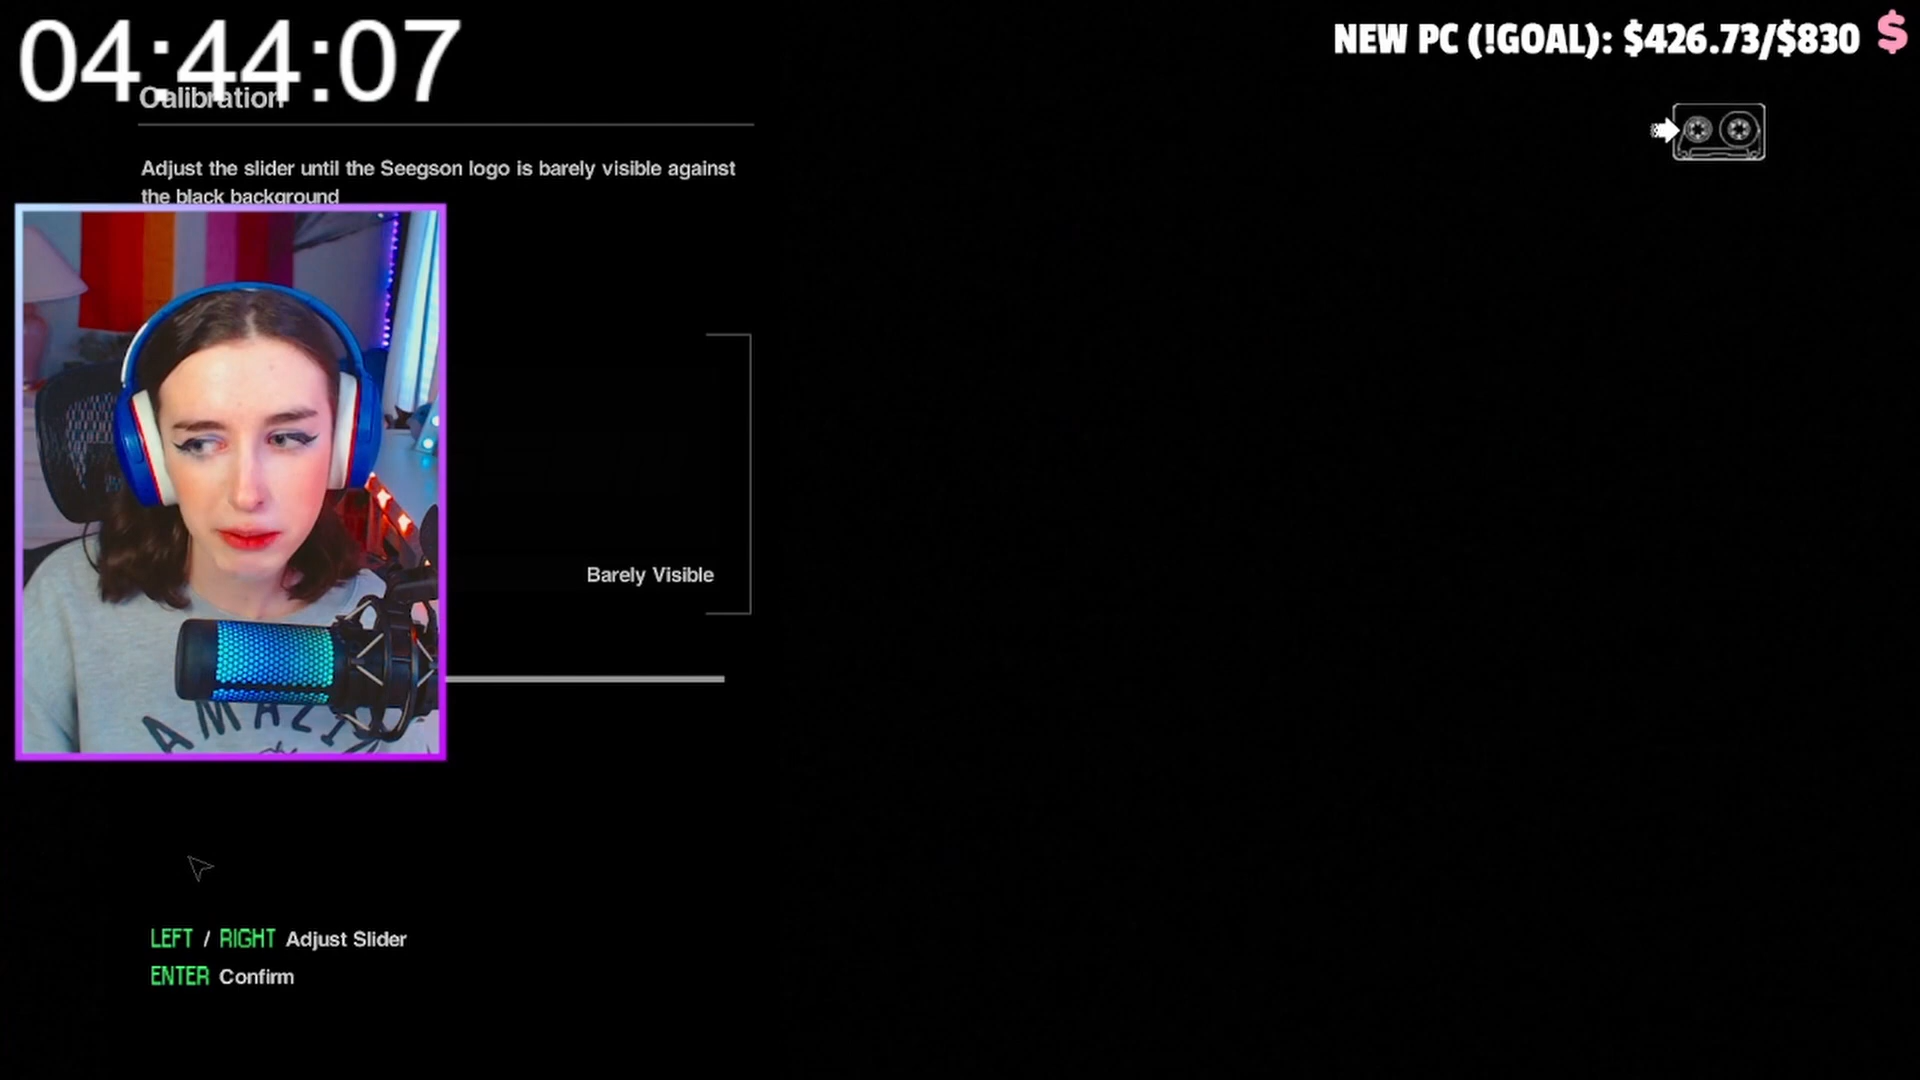 04:44:07
NEW PC (!GOAL): $426.73/$830 $
Calibration
Adjust the slider until the Seegson logo is barely visible against
the black background
Barely Visible
AMAZI
LEFT / RIGHT Adjust Slider
ENTER Confirm